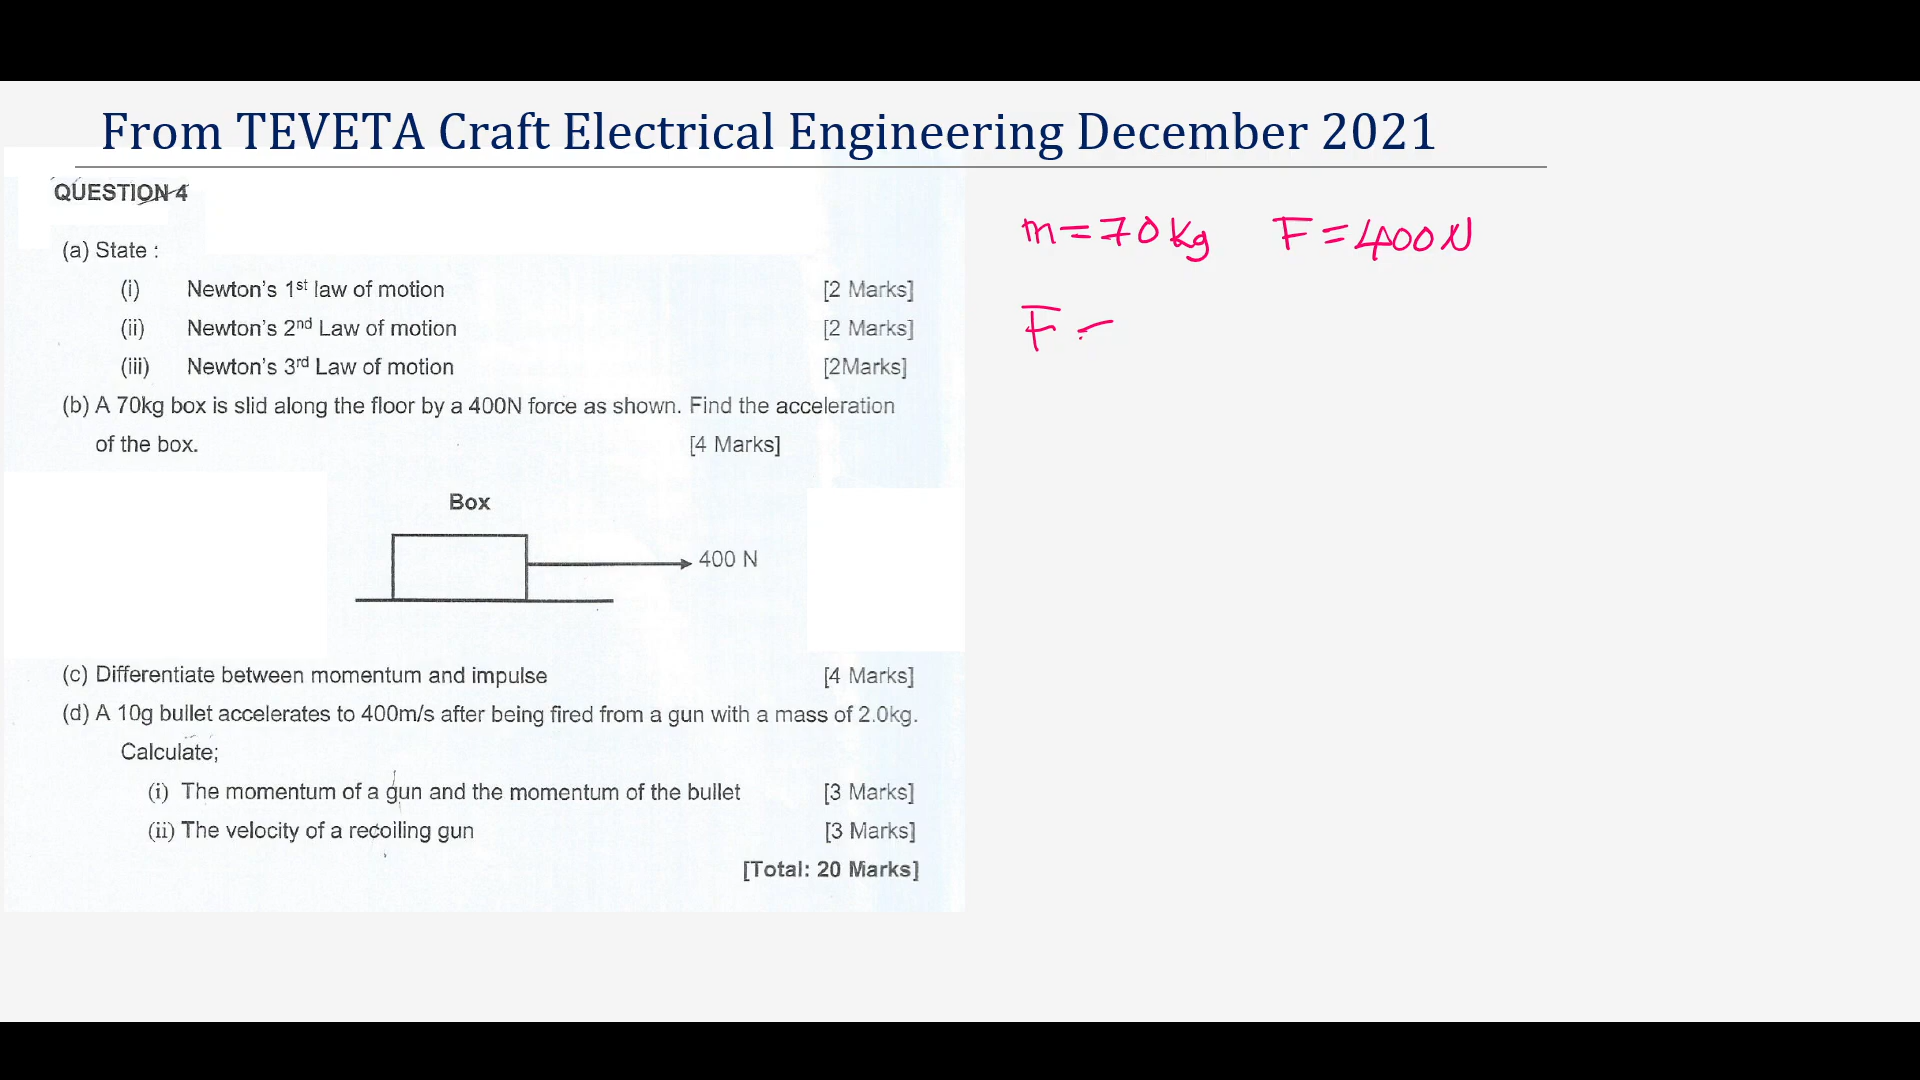 From TEVETA Craft Electrical Engineering December 2021
QUESTION 4
(a) State :
(i) Newton's 1st law of motion [2 Marks]
(ii) Newton's 2nd Law of motion [2 Marks]
(iii) Newton's 3rd Law of motion [2Marks]
(b) A 70kg box is slid along the floor by a 400N force as shown. Find the acceleration
of the box. [4 Marks]
Box
400 N
(c) Differentiate between momentum and impulse [4 Marks]
(d) A 10g bullet accelerates to 400m/s after being fired from a gun with a mass of 2.0kg.
Calculate;
(i) The momentum of a gun and the momentum of the bullet [3 Marks]
(ii) The velocity of a recoiling gun [3 Marks]
[Total: 20 Marks]
m=70kg F=400N
F =